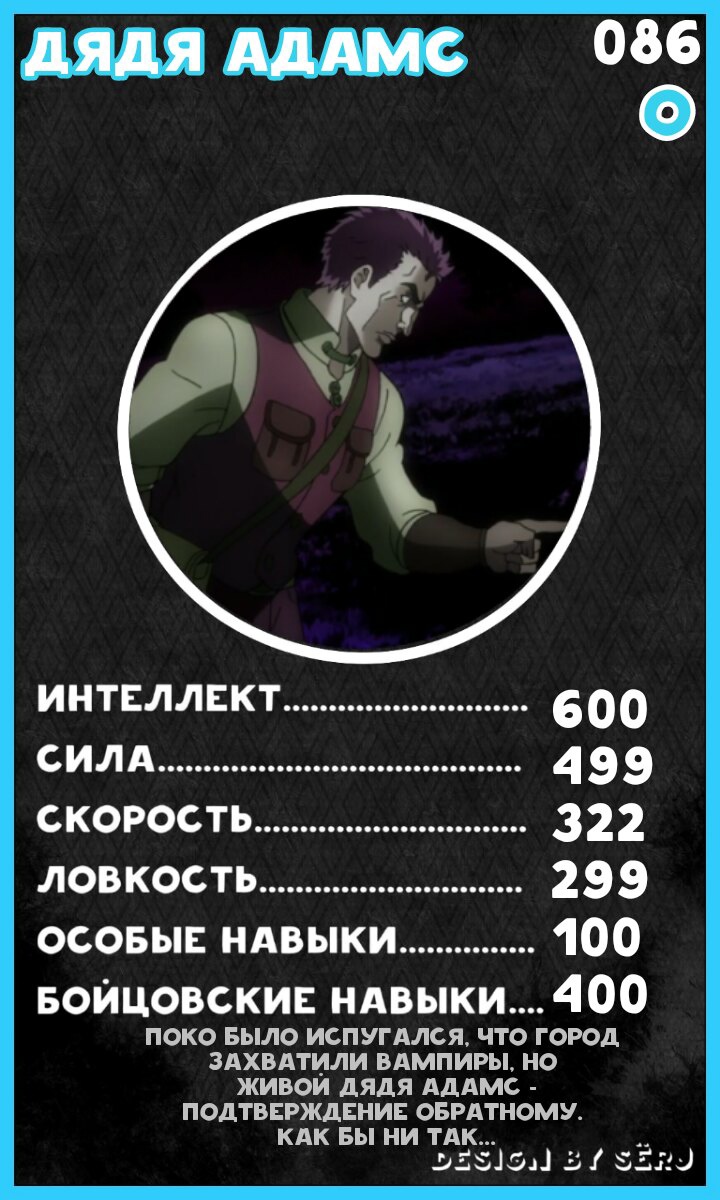 ДЯДЯ АДАМС
086
О
ИНТЕЛЛЕКТ........................... 600
СИЛА........................................ 499
СКОРОСТЬ.............................. 322
ЛОВКОСТЬ............................. 299
ОСОБЫЕ НАВЫКИ............... 100
БОЙЦОВСКИЕ НАВЫКИ.... 400
ПОКО БЫЛО ИСПУГАЛСЯ, ЧТО ГОРОД
ЗАХВАТИЛИ ВАМПИРЫ, НО
ЖИВОЙ ДЯДЯ АДАМС -
ПОДТВЕРЖДЕНИЕ ОБРАТНОМУ.
КАК БЫ НИ ТАК...
DESIGN BY SЁRJ